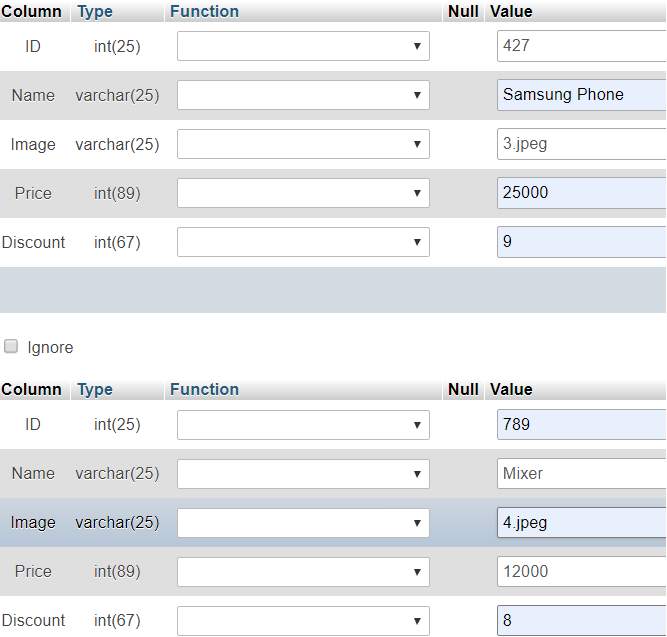 Column Type Function Null Value
ID int(25) 427
Name varchar(25) Samsung Phone
Image varchar(25) 3.jpeg
Price int(89) 25000
Discount int(67) 9
Ignore
Column Type Function Null Value
ID int(25) 789
Name varchar(25) Mixer
Image varchar(25) 4.jpeg
Price int(89) 12000
Discount int(67) 8